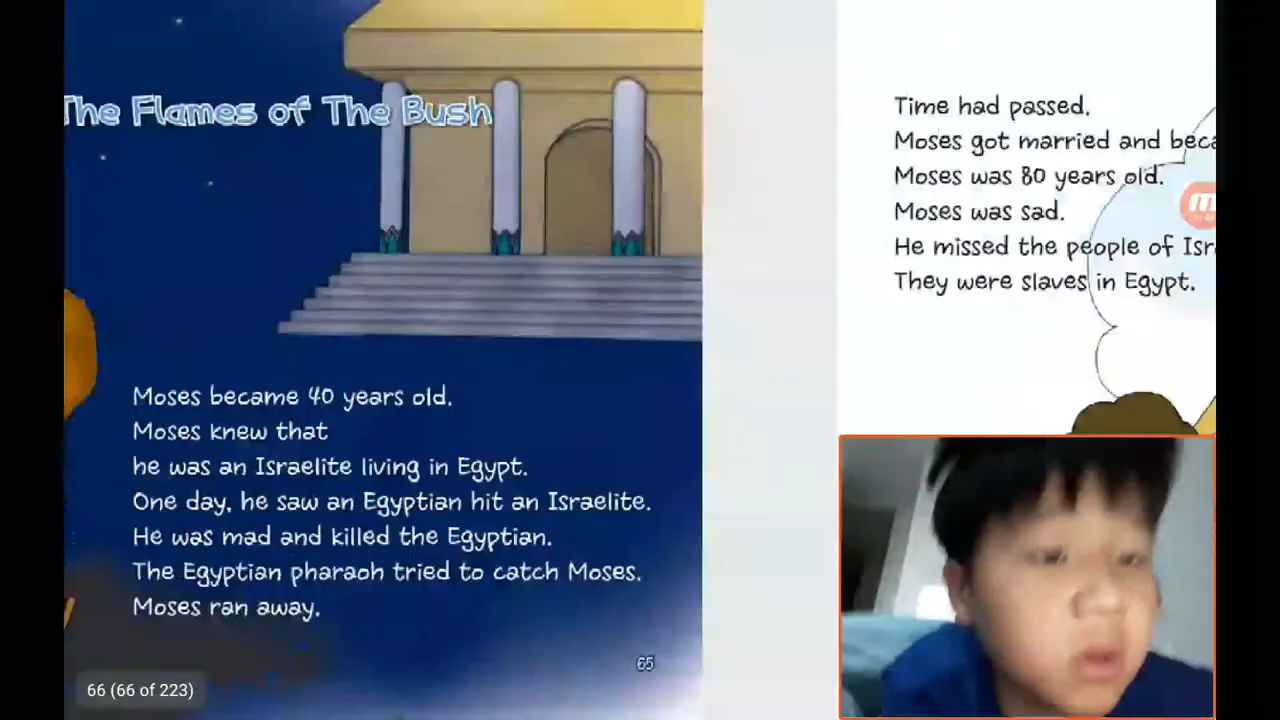 The Flames of The Bush
Moses became 40 years old.
Moses knew that
he was an Israelite living in Egypt.
One day, he saw an Egyptian hit an Israelite.
He was mad and killed the Egyptian.
The Egyptian pharaoh tried to catch Moses.
Moses ran away.
65
66 (66 of 223)
Time had passed.
Moses got married and
Moses was 80 years old.
Moses was sad.
He missed the people of
They were slaves in Egypt.